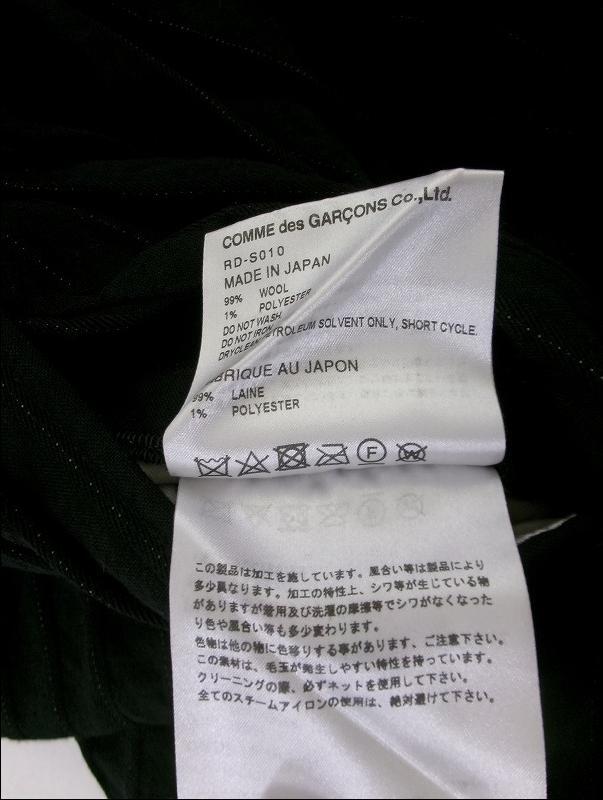 COMME des GARÇONS Co.,Ltd.
RD-S010
MADE IN JAPAN
99% WOOL
1% POLYESTER
DO NOT WASH
DO NOT IRON
DRYCLEAN TROLEUM SOLVENT ONLY, SHORT CYCLE.
BRIQUE AU JAPON
99% LAINE
1% POLYESTER
F W
この製品は加工を施しています。風合い等は製品により
多少異なります。加工の特性上、シワ等が生じている物
がありますが着用及び洗濯の摩擦等でシワがなくなった
り色や風合い等も多少変わります。
色物は他の物に色移りする事があります、ご注意下さい。
この素材は、毛玉が発生しやすい特性を持っています。
クリーニングの際、必ずネットを使用して下さい。
全てのスチームアイロンの使用は、絶対避けて下さい。